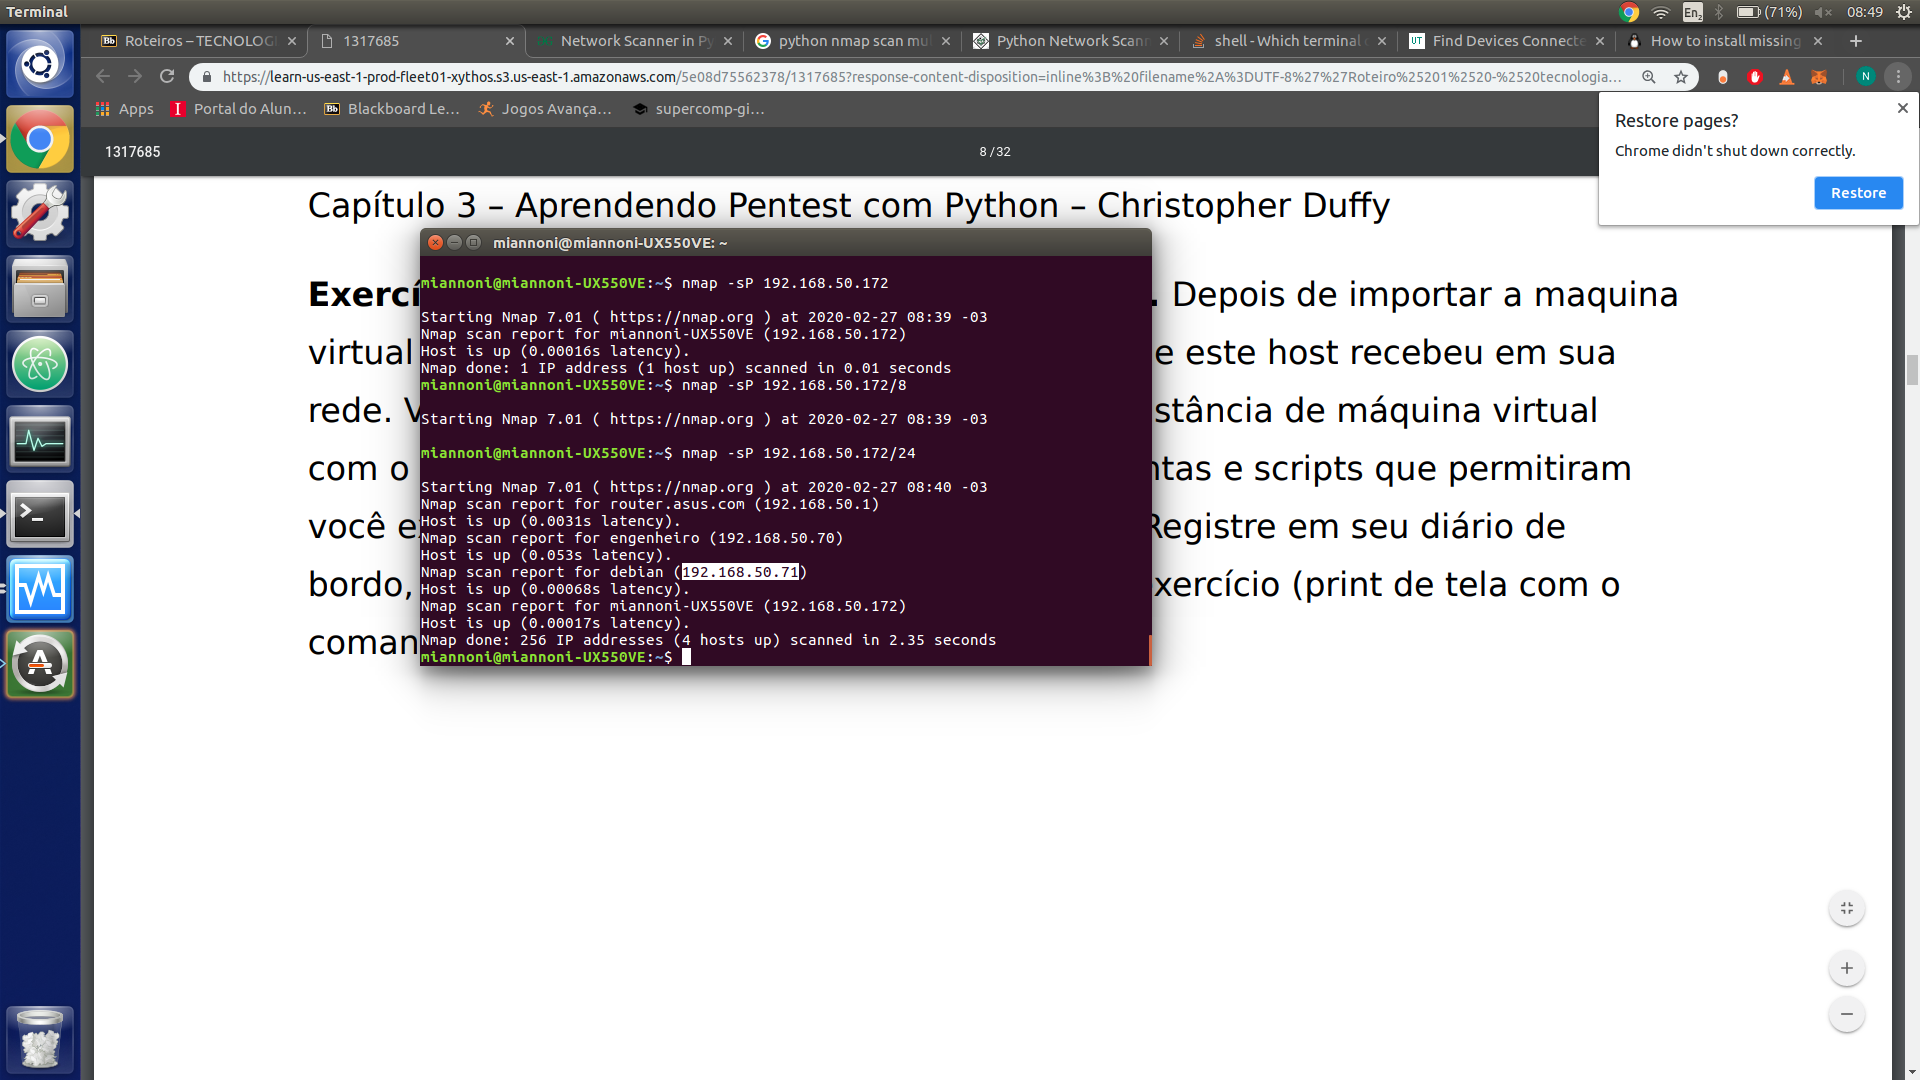 Terminal
En2
(71%)
08:49
Bb Roteiros – TECNOLOG
1317685
Network Scanner in Py
python nmap scan mul
Python Network Scann
shell - Which terminal
UT Find Devices Connecte
How to install missing
https://learn-us-east-1-prod-fleet01-xythos.s3.us-east-1.amazonaws.com/5e08d75562378/1317685?response-content-disposition=inline%3B%20filename%2A%3DUTF-8%27%27Roteiro%25201%2520-%2520tecnologia...
N
Apps
Portal do Alun...
Bb Blackboard Le...
Jogos Avança...
supercomp-gi...
Restore pages?
Chrome didn't shut down correctly.
Restore
1317685
8 / 32
Capítulo 3 – Aprendendo Pentest com Python – Christopher Duffy
miannoni@miannoni-UX550VE: ~
miannoni@miannoni-UX550VE:~$ nmap -sP 192.168.50.172
Starting Nmap 7.01 ( https://nmap.org ) at 2020-02-27 08:39 -03
Nmap scan report for miannoni-UX550VE (192.168.50.172)
Host is up (0.00016s latency).
Nmap done: 1 IP address (1 host up) scanned in 0.01 seconds
miannoni@miannoni-UX550VE:~$ nmap -sP 192.168.50.172/8
Starting Nmap 7.01 ( https://nmap.org ) at 2020-02-27 08:39 -03
miannoni@miannoni-UX550VE:~$ nmap -sP 192.168.50.172/24
Starting Nmap 7.01 ( https://nmap.org ) at 2020-02-27 08:40 -03
Nmap scan report for router.asus.com (192.168.50.1)
Host is up (0.0031s latency).
Nmap scan report for engenheiro (192.168.50.70)
Host is up (0.053s latency).
Nmap scan report for debian (192.168.50.71)
Host is up (0.00068s latency).
Nmap scan report for miannoni-UX550VE (192.168.50.172)
Host is up (0.00017s latency).
Nmap done: 256 IP addresses (4 hosts up) scanned in 2.35 seconds
miannoni@miannoni-UX550VE:~$
Exercí . Depois de importar a maquina
virtual e este host recebeu em sua
rede. V stância de máquina virtual
com o ntas e scripts que permitiram
você e Registre em seu diário de
bordo, xercício (print de tela com o
coman